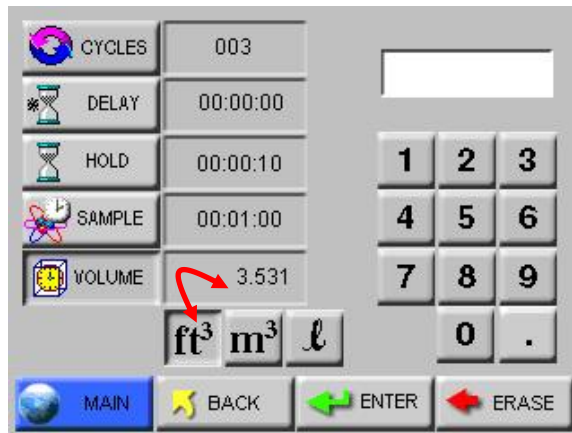 CYCLES 003
* DELAY 00:00:00
HOLD 00:00:10
SAMPLE 00:01:00
VOLUME 3.531
ft³ m³ ℓ
1 2 3
4 5 6
7 8 9
0 .
MAIN BACK ENTER ERASE